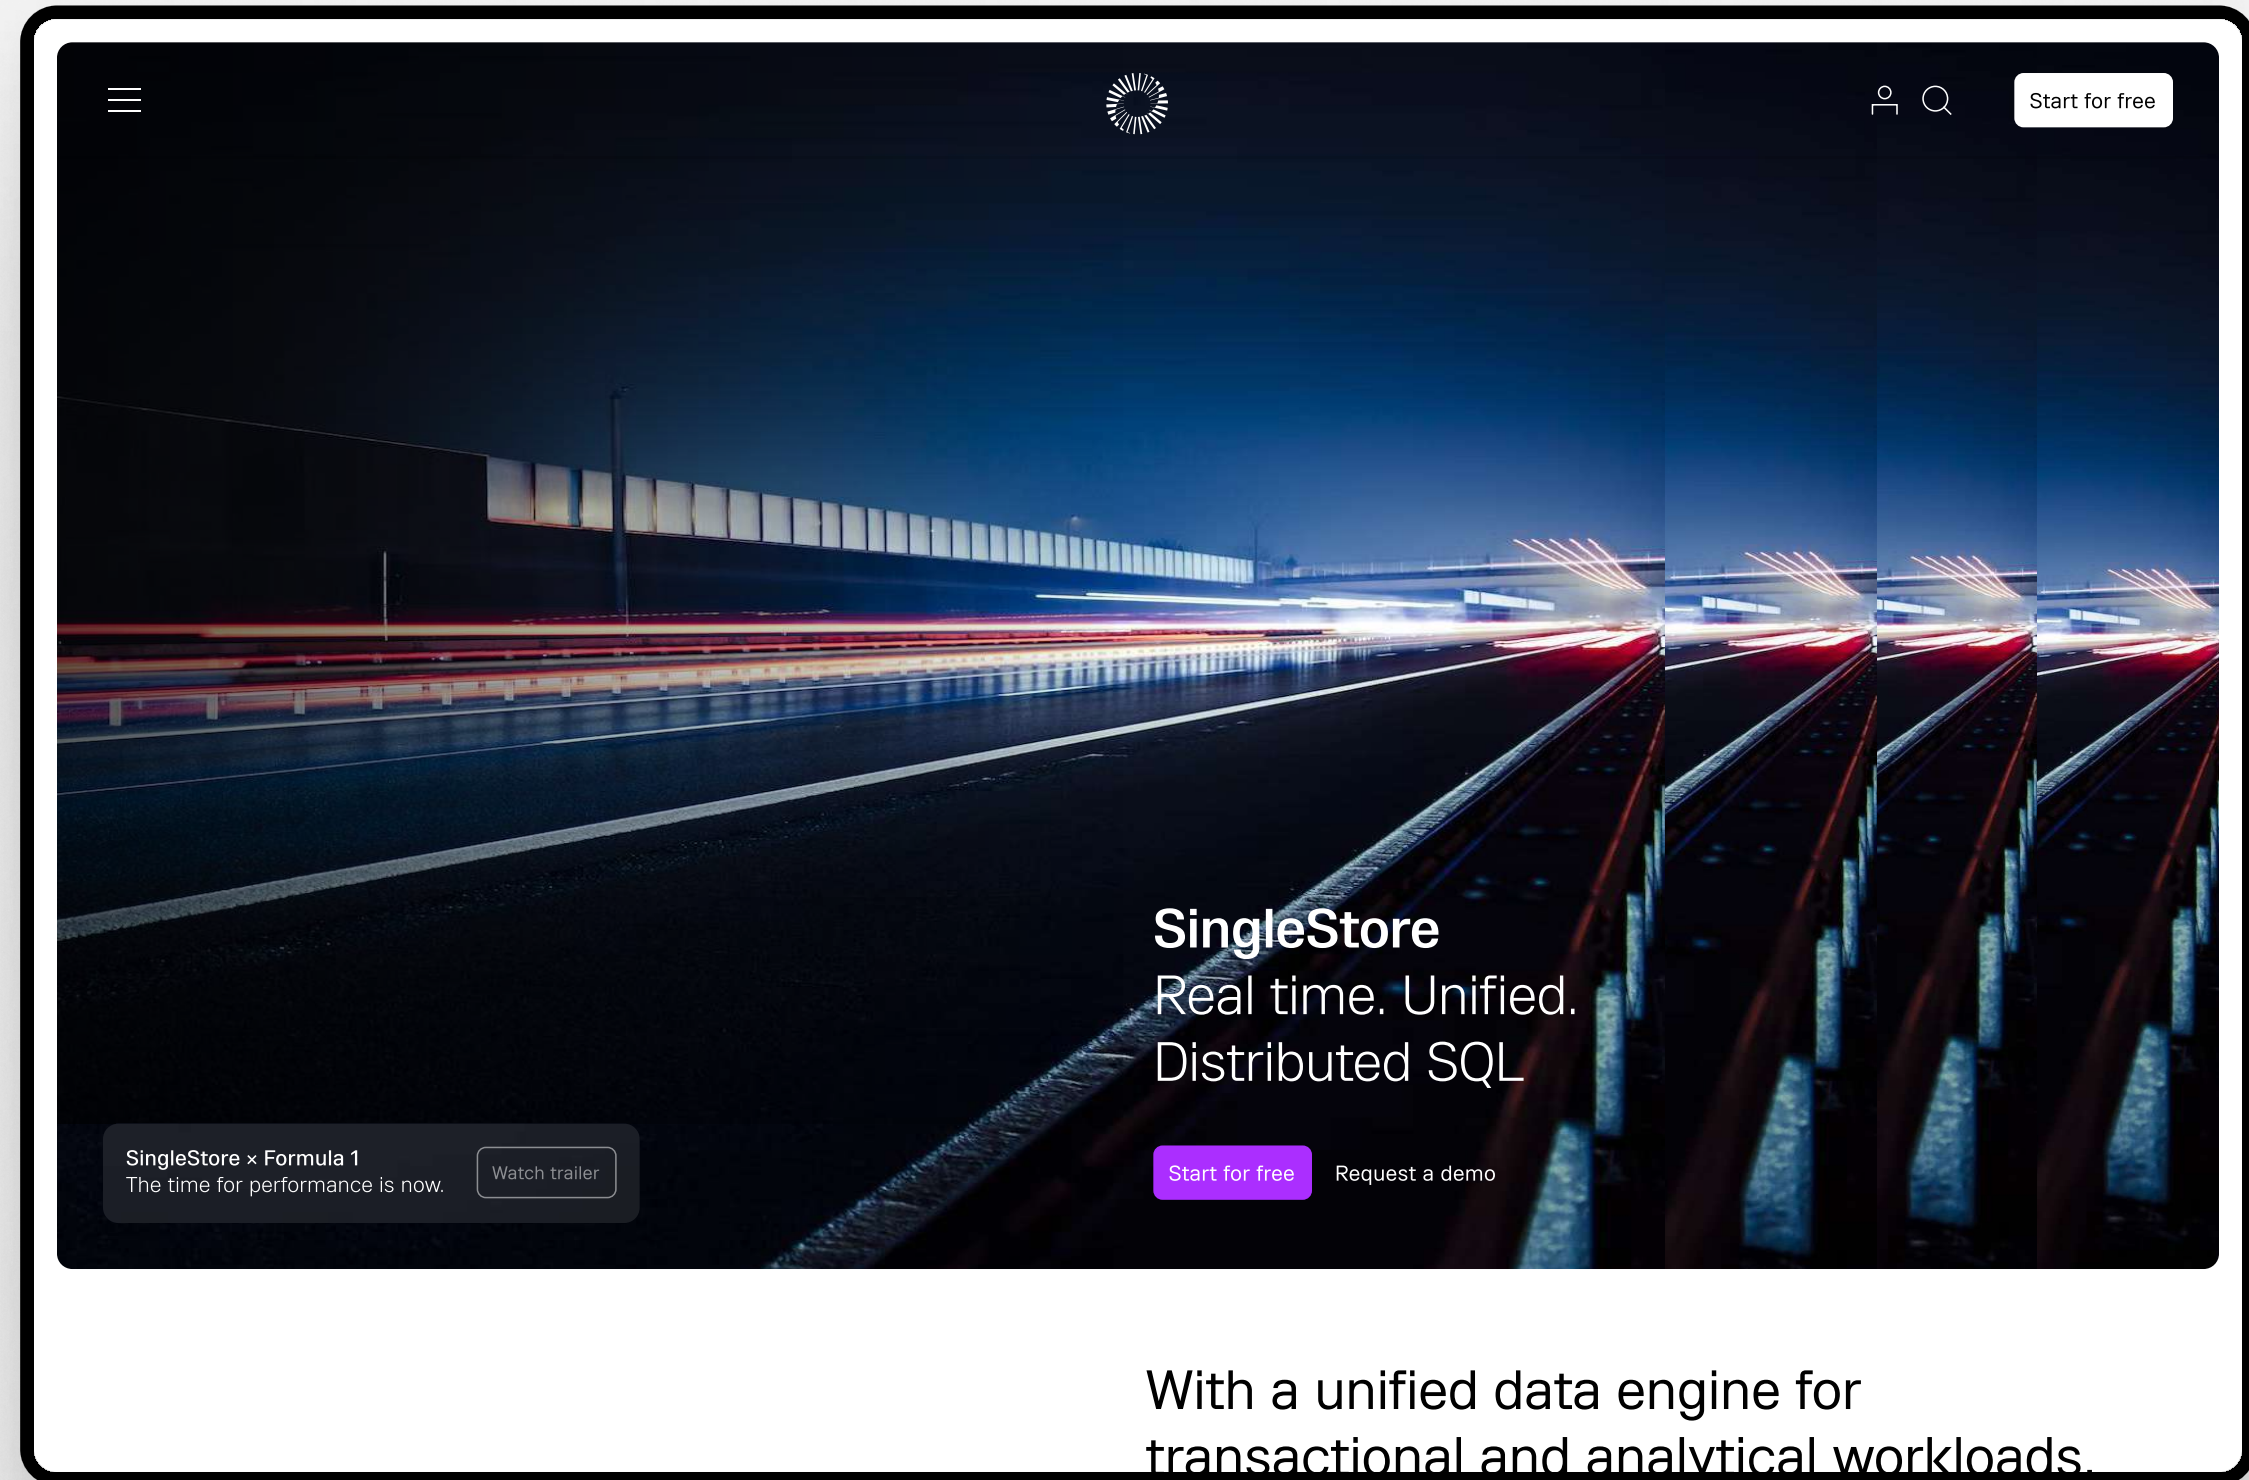 Start for free
SingleStore
Real time. Unified.
Distributed SQL
SingleStore × Formula 1
The time for performance is now.
Watch trailer
Start for free
Request a demo
With a unified data engine for
transactional and analytical workloads,